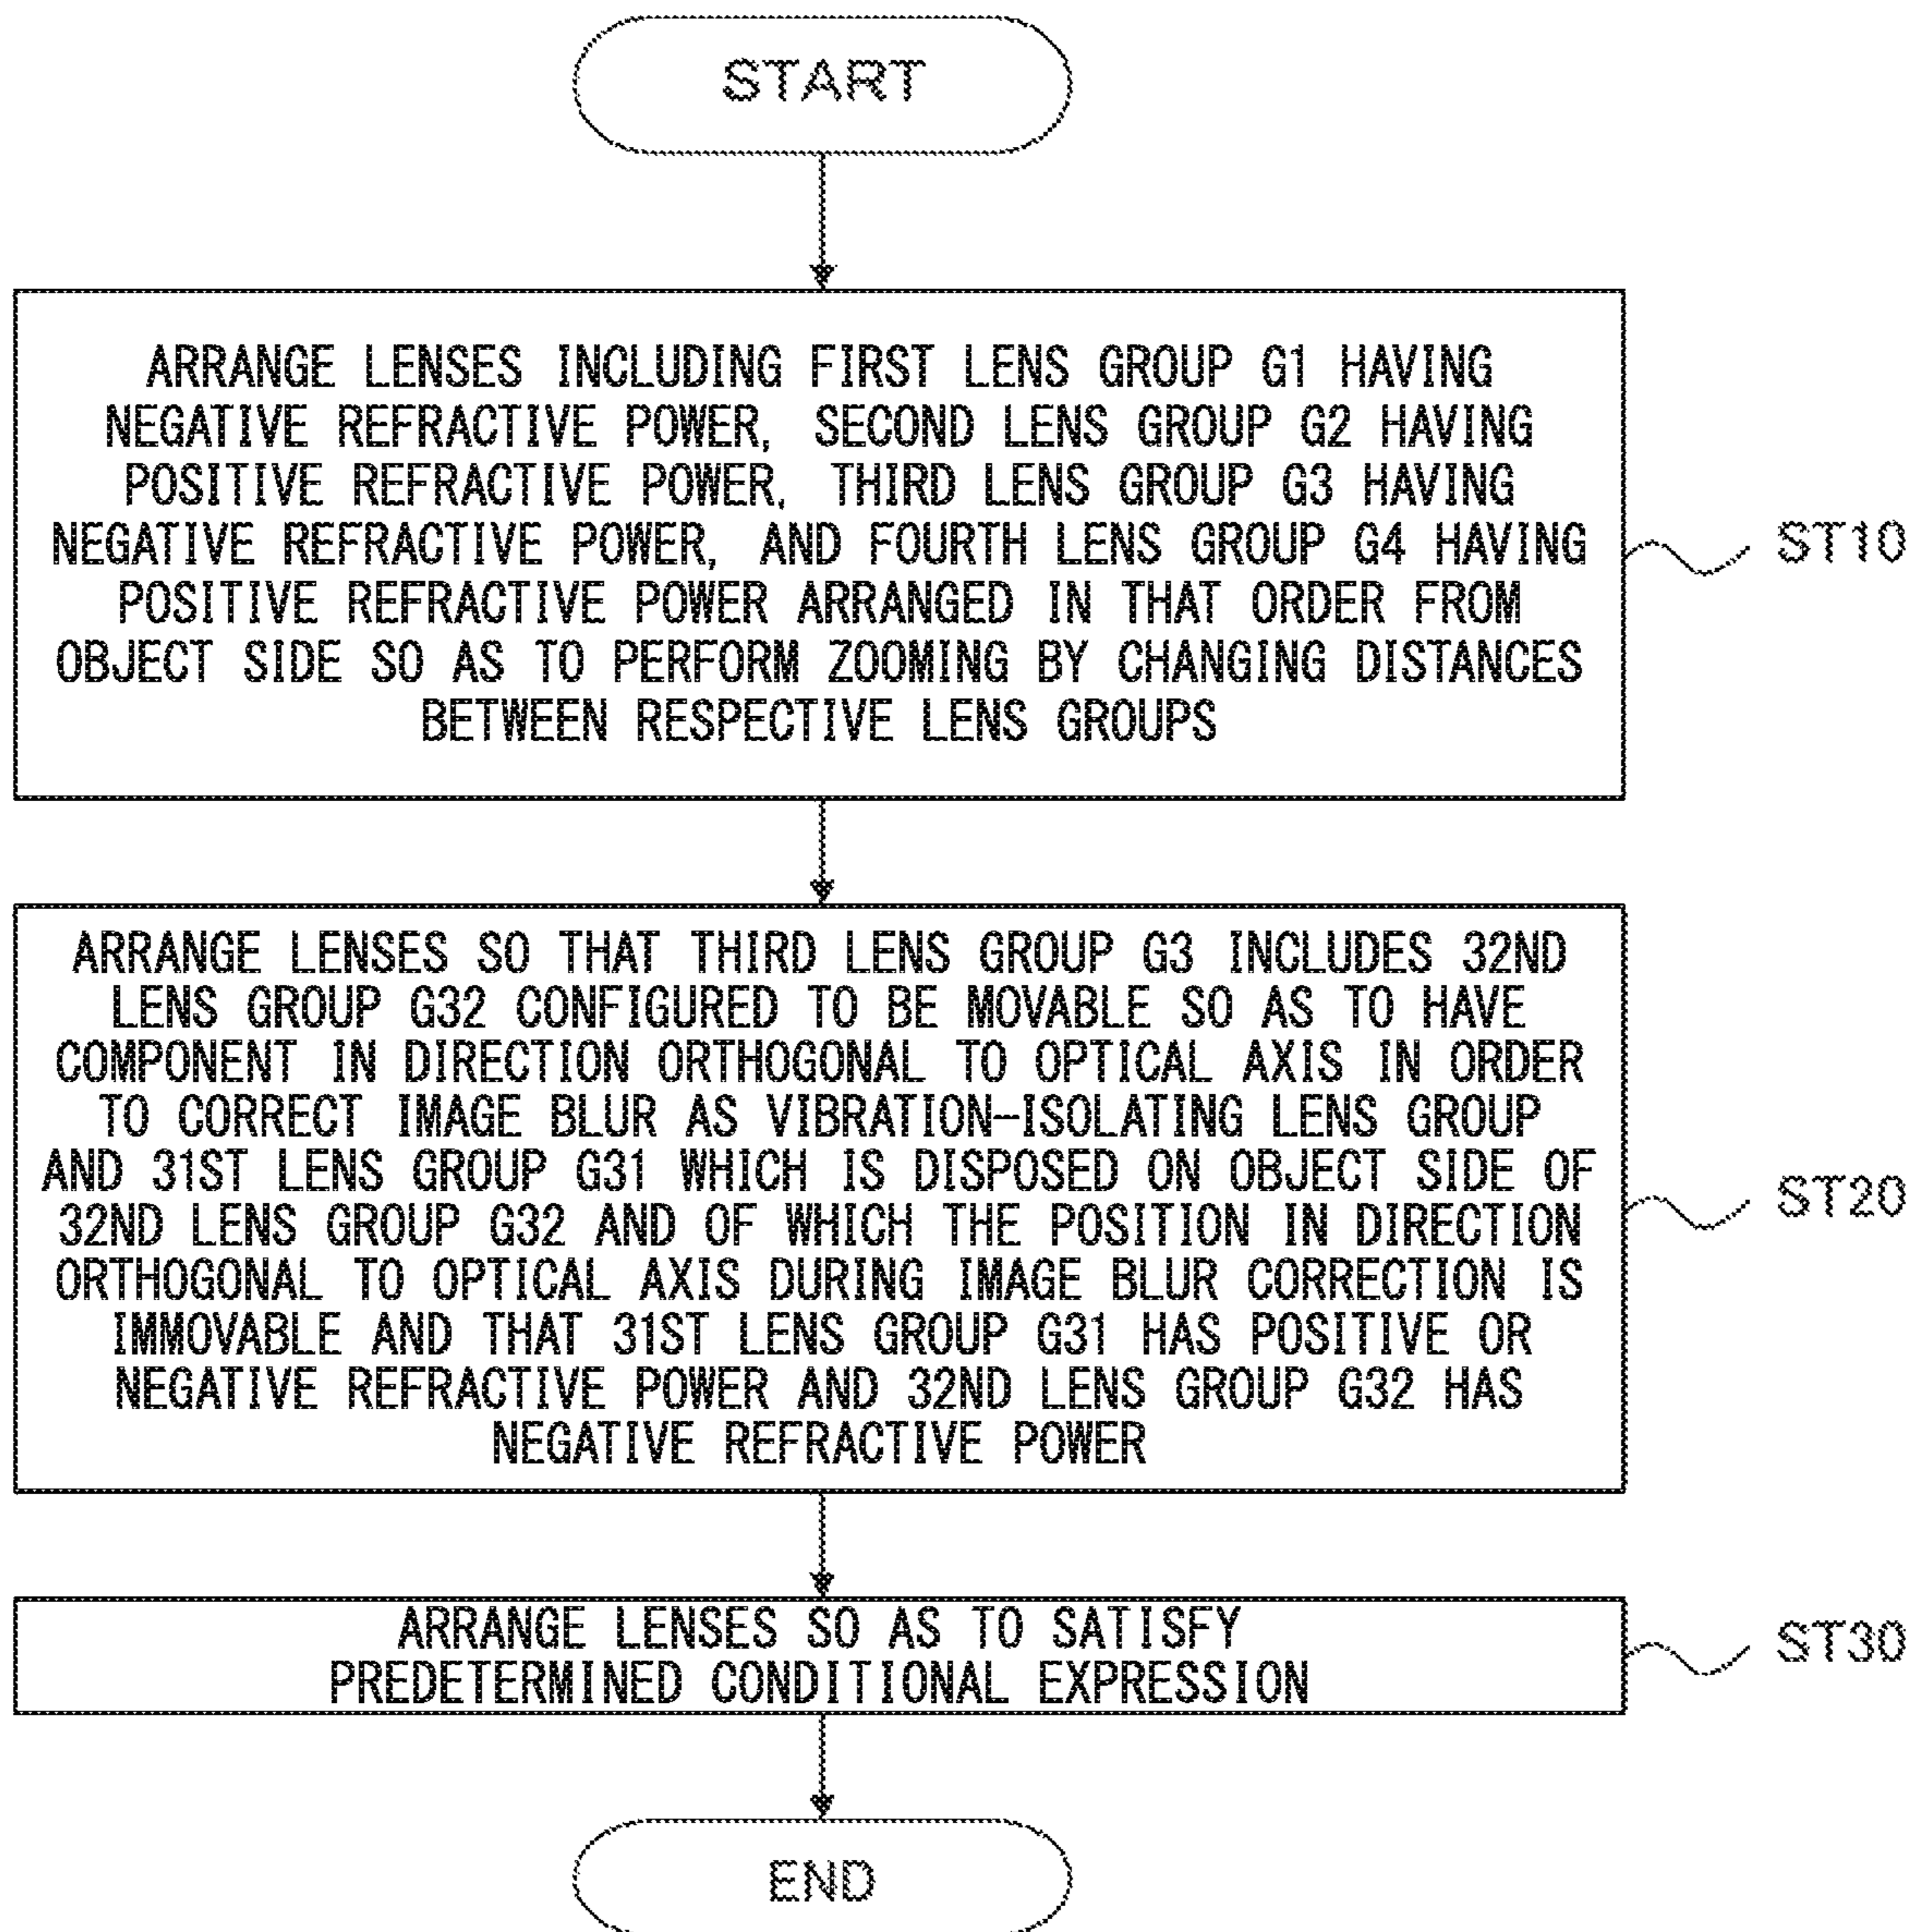 START
ARRANGE LENSES INCLUDING FIRST LENS GROUP G1 HAVING
NEGATIVE REFRACTIVE POWER, SECOND LENS GROUP G2 HAVING
POSITIVE REFRACTIVE POWER, THIRD LENS GROUP G3 HAVING
NEGATIVE REFRACTIVE POWER, AND FOURTH LENS GROUP G4 HAVING
POSITIVE REFRACTIVE POWER ARRANGED IN THAT ORDER FROM
OBJECT SIDE SO AS TO PERFORM ZOOMING BY CHANGING DISTANCES
BETWEEN RESPECTIVE LENS GROUPS
ST10
ARRANGE LENSES SO THAT THIRD LENS GROUP G3 INCLUDES 32ND
LENS GROUP G32 CONFIGURED TO BE MOVABLE SO AS TO HAVE
COMPONENT IN DIRECTION ORTHOGONAL TO OPTICAL AXIS IN ORDER
TO CORRECT IMAGE BLUR AS VIBRATION-ISOLATING LENS GROUP
AND 31ST LENS GROUP G31 WHICH IS DISPOSED ON OBJECT SIDE OF
32ND LENS GROUP G32 AND OF WHICH THE POSITION IN DIRECTION
ORTHOGONAL TO OPTICAL AXIS DURING IMAGE BLUR CORRECTION IS
IMMOVABLE AND THAT 31ST LENS GROUP G31 HAS POSITIVE OR
NEGATIVE REFRACTIVE POWER AND 32ND LENS GROUP G32 HAS
NEGATIVE REFRACTIVE POWER
ST20
ARRANGE LENSES SO AS TO SATISFY
PREDETERMINED CONDITIONAL EXPRESSION
ST30
END